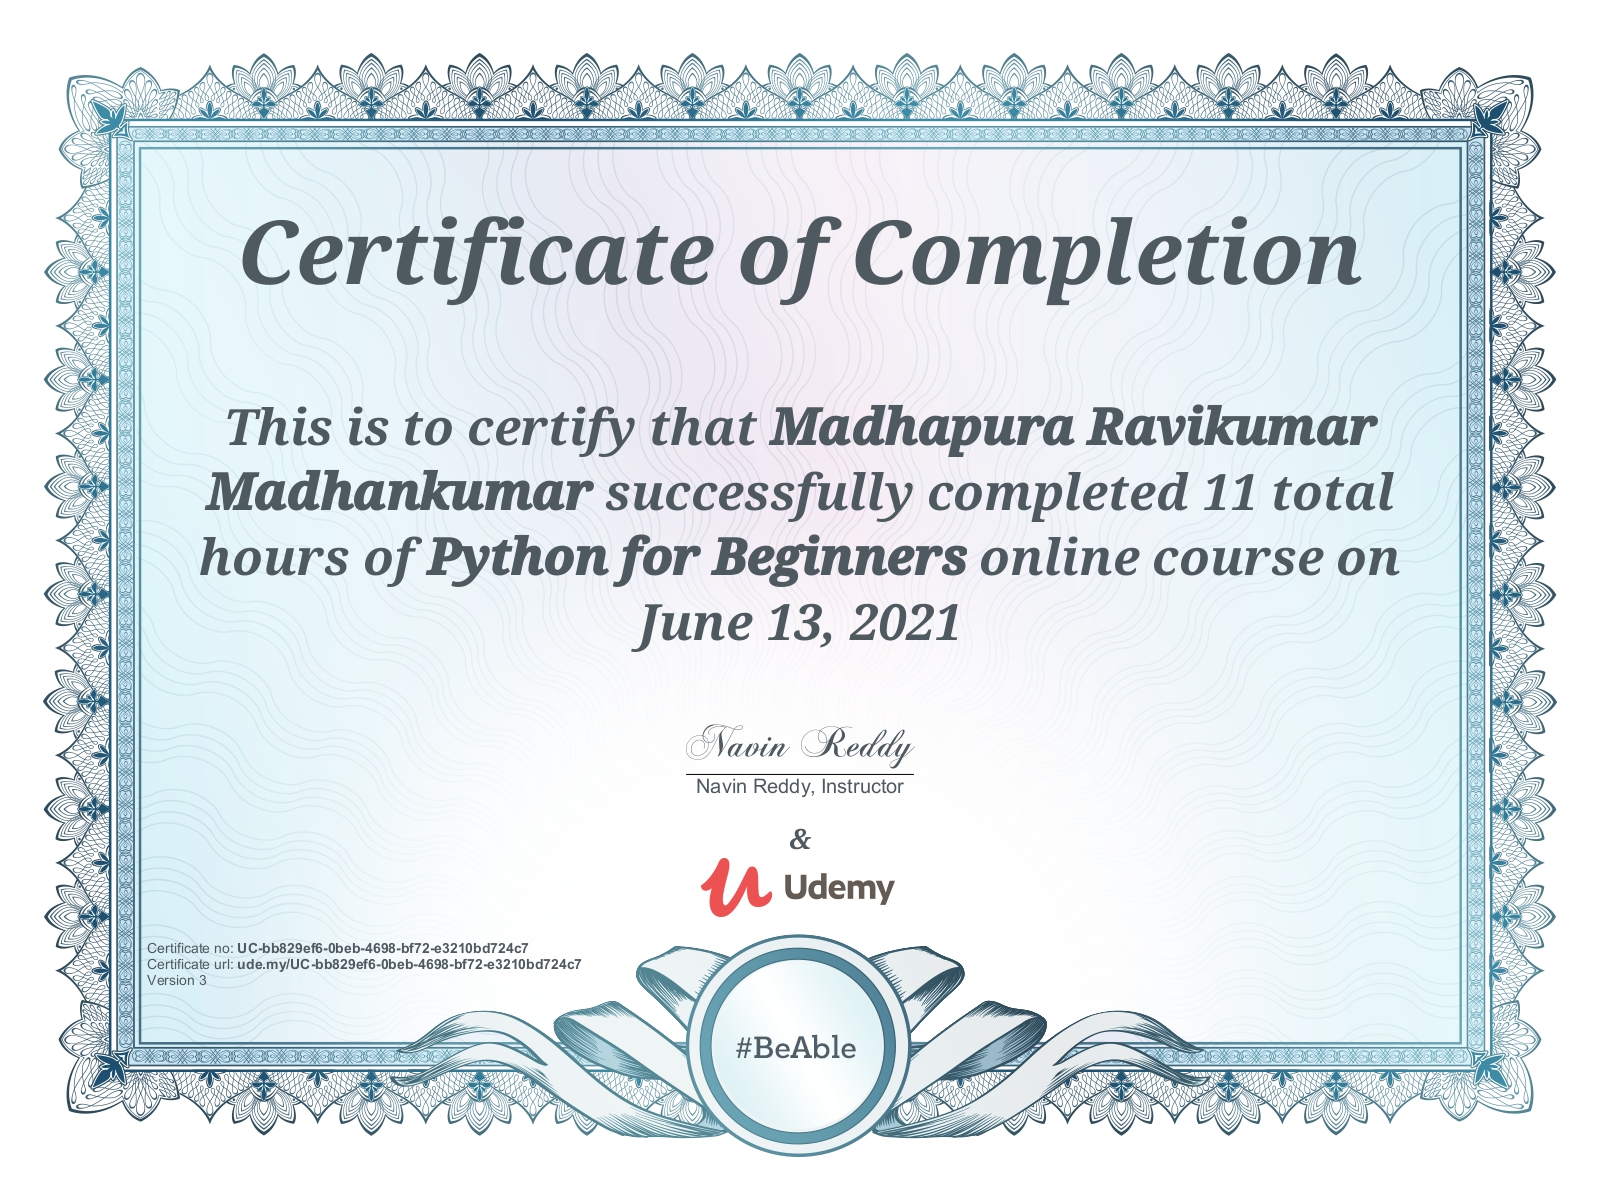 Certificate of Completion
This is to certify that Madhapura Ravikumar
Madhankumar successfully completed 11 total
hours of Python for Beginners online course on
June 13, 2021
Navin Reddy
Navin Reddy, Instructor
&
Udemy
Certificate no: UC-bb829ef6-0beb-4698-bf72-e3210bd724c7
Certificate url: ude.my/UC-bb829ef6-0beb-4698-bf72-e3210bd724c7
Version 3
#BeAble